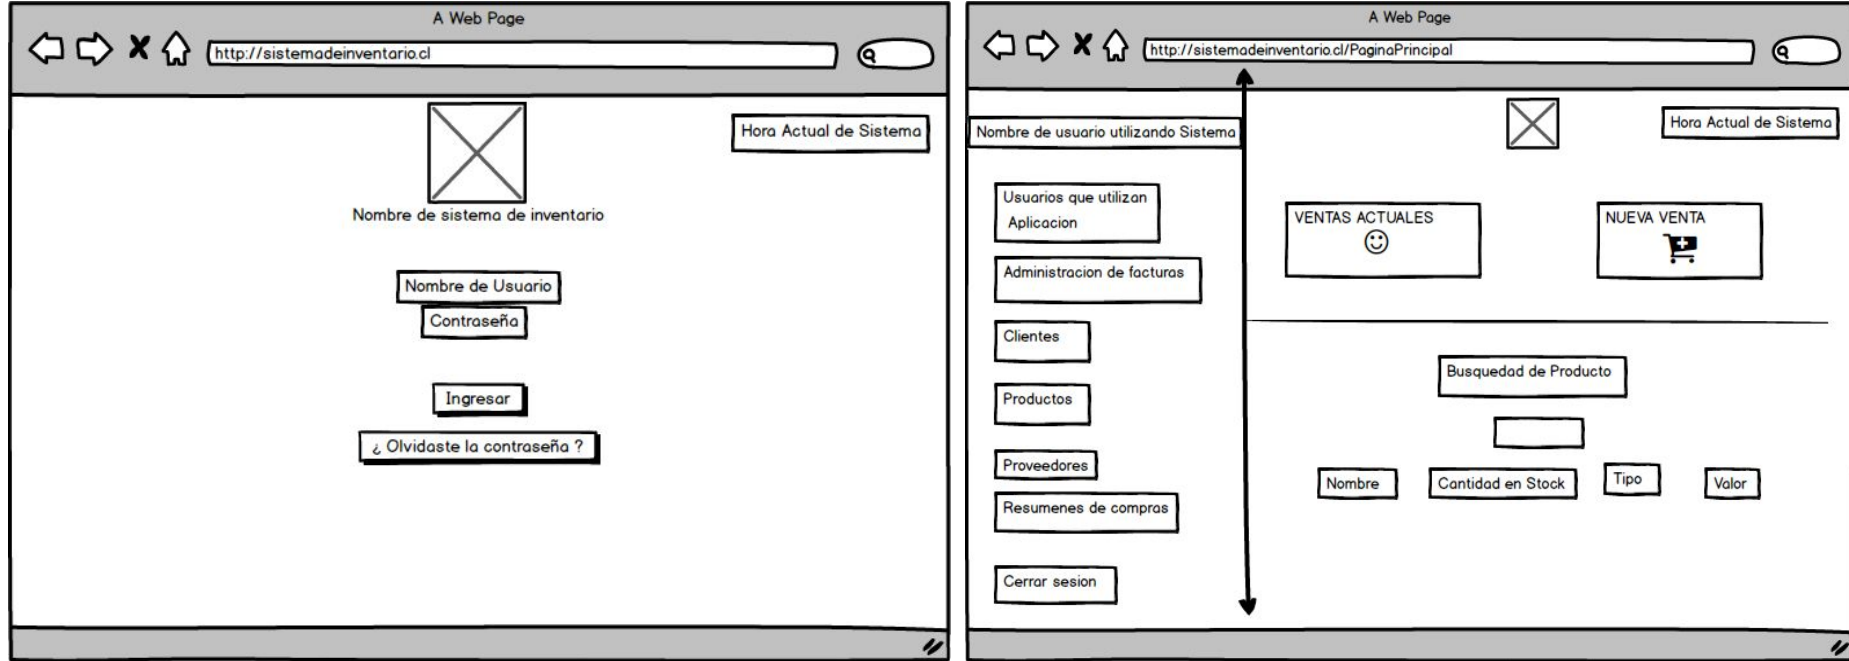 A Web Page
http://sistemadeinventario.cl
Hora Actual de Sistema
Nombre de sistema de inventario
Nombre de Usuario
Contraseña
Ingresar
¿ Olvidaste la contraseña ?
A Web Page
http://sistemadeinventario.cl/PaginaPrincipal
Nombre de usuario utilizando Sistema
Hora Actual de Sistema
Usuarios que utilizan
Aplicacion
Administracion de facturas
Clientes
Productos
Proveedores
Resumenes de compras
Cerrar sesion
VENTAS ACTUALES
NUEVA VENTA
Busquedad de Producto
Nombre
Cantidad en Stock
Tipo
Valor